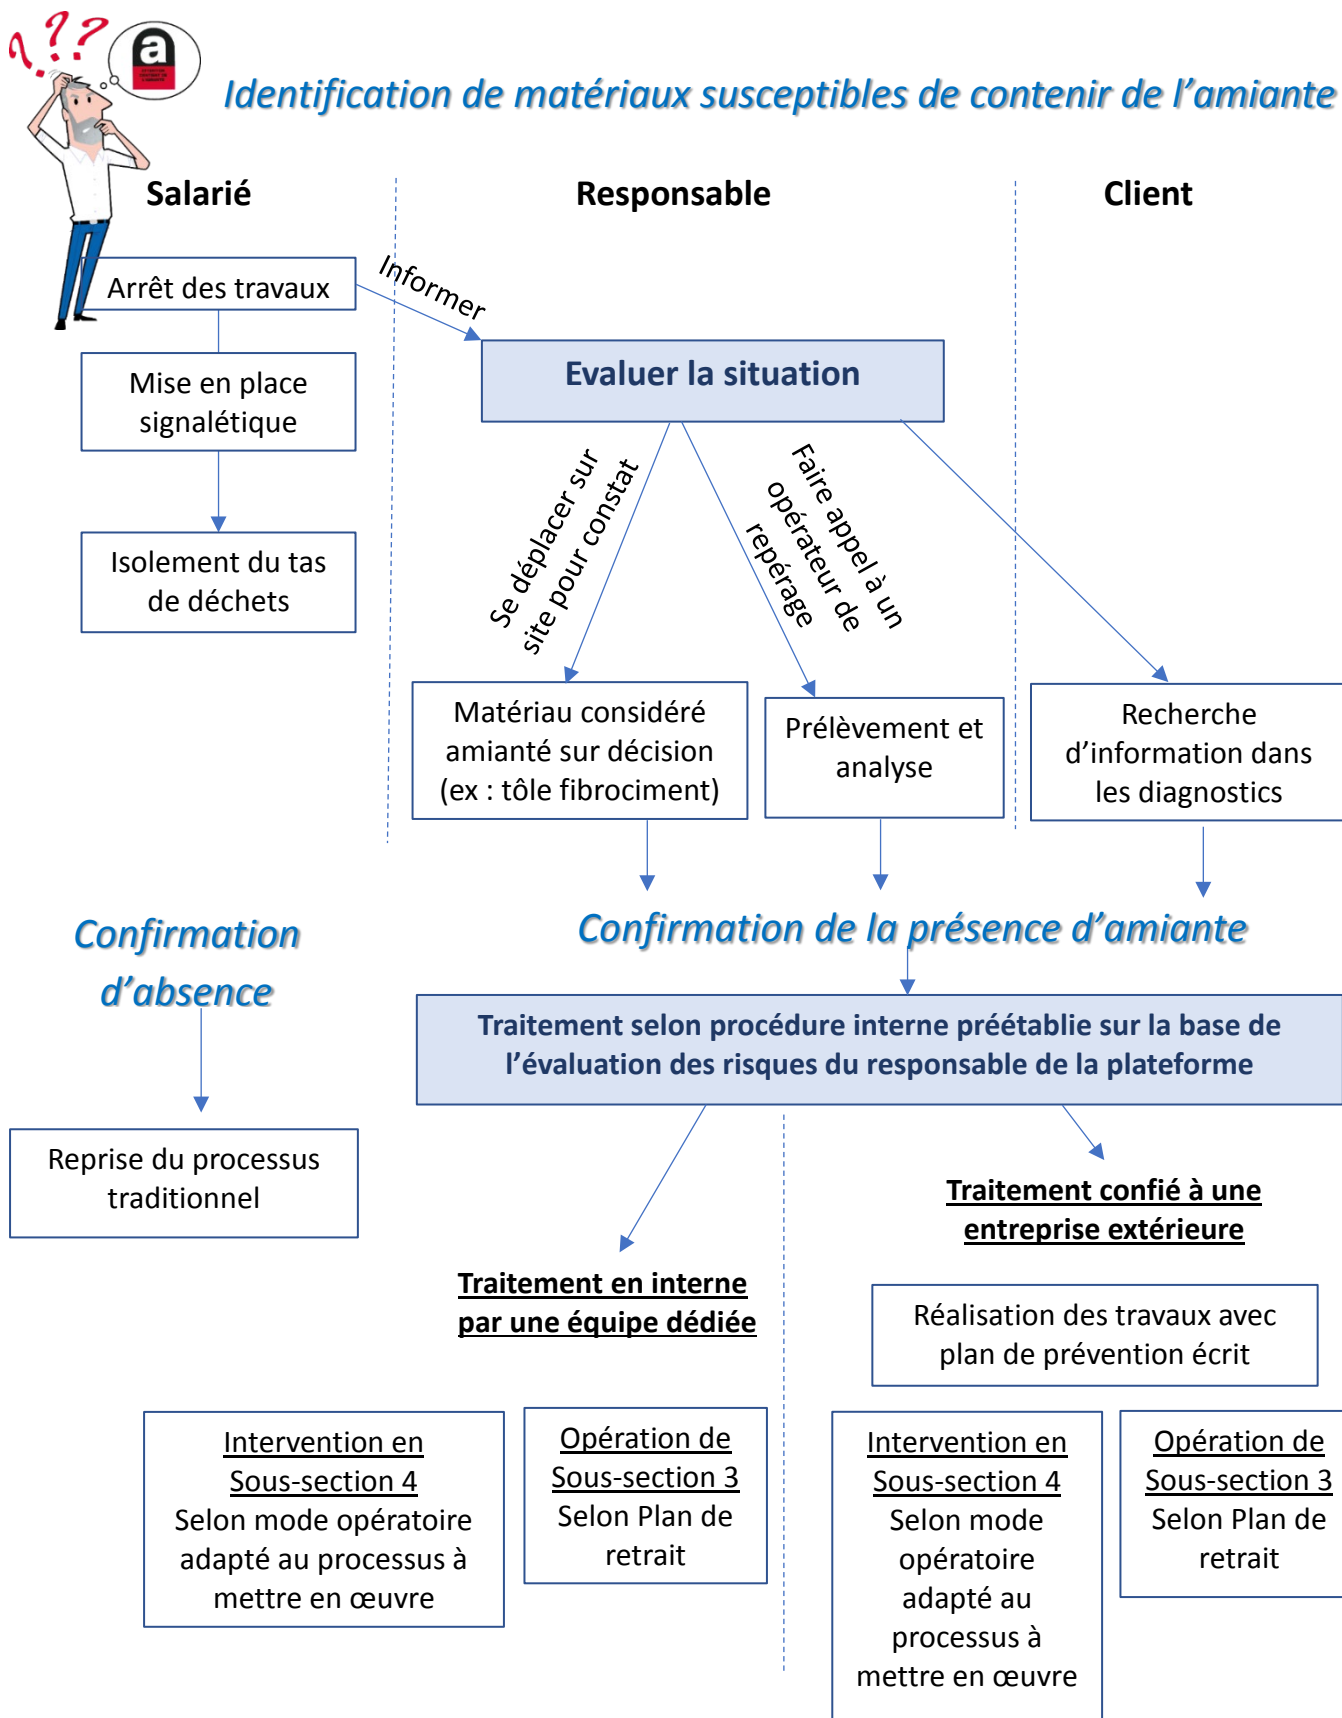 ???
a
Identification de matériaux susceptibles de contenir de l’amiante
Salarié
Responsable
Client
Arrêt des travaux
Informer
Mise en place
signalétique
Isolement du tas
de déchets
Evaluer la situation
Se déplacer sur
site pour constat
Faire appel à un
opérateur de
repérage
Matériau considéré
amianté sur décision
(ex : tôle fibrociment)
Prélèvement et
analyse
Recherche
d’information dans
les diagnostics
Confirmation
d’absence
Confirmation de la présence d’amiante
Traitement selon procédure interne préétablie sur la base de
l’évaluation des risques du responsable de la plateforme
Reprise du processus
traditionnel
Traitement en interne
par une équipe dédiée
Traitement confié à une
entreprise extérieure
Réalisation des travaux avec
plan de prévention écrit
Intervention en
Sous-section 4
Selon mode opératoire
adapté au processus à
mettre en œuvre
Opération de
Sous-section 3
Selon Plan de
retrait
Intervention en
Sous-section 4
Selon mode
opératoire
adapté au
processus à
mettre en œuvre
Opération de
Sous-section 3
Selon Plan de
retrait